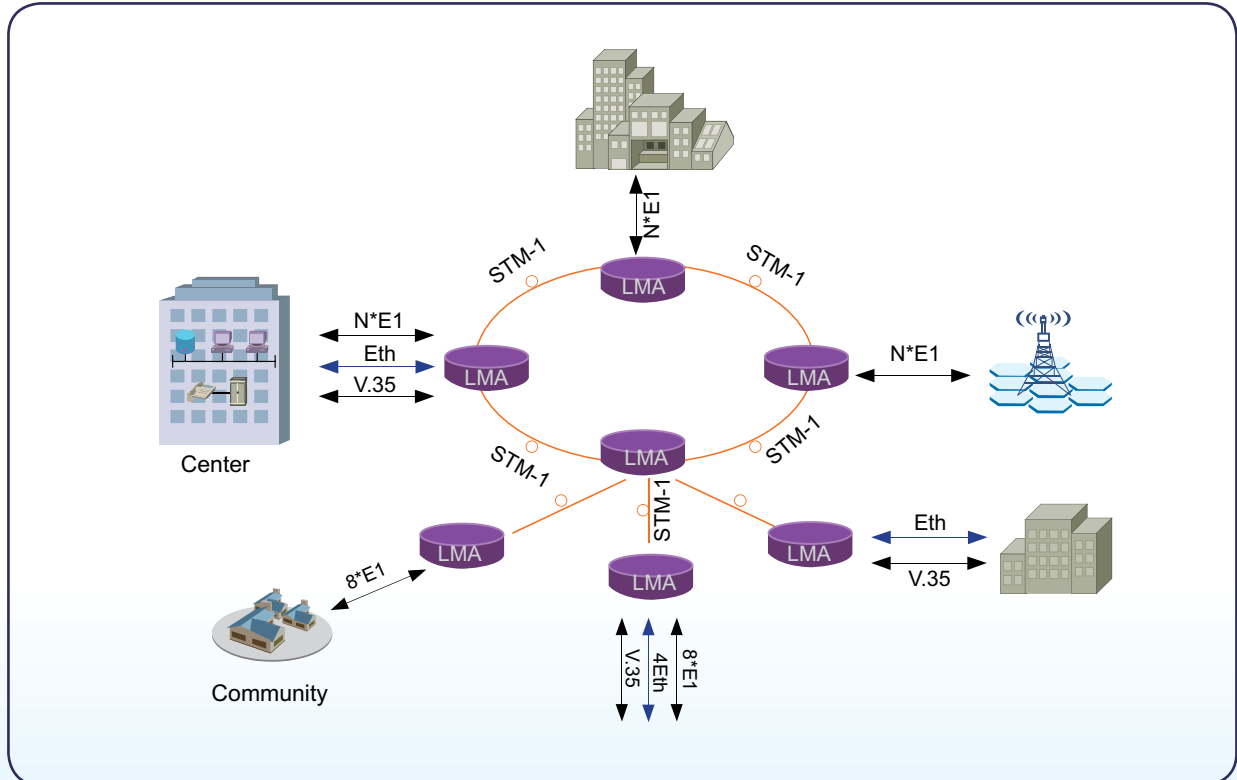 N*E1
STM-1
STM-1
LMA
N*E1
Eth
V.35
LMA
LMA
N*E1
Center
STM-1
LMA
STM-1
STM-1
LMA
LMA
Eth
V.35
8*E1
LMA
Community
V.35
4Eth
8*E1